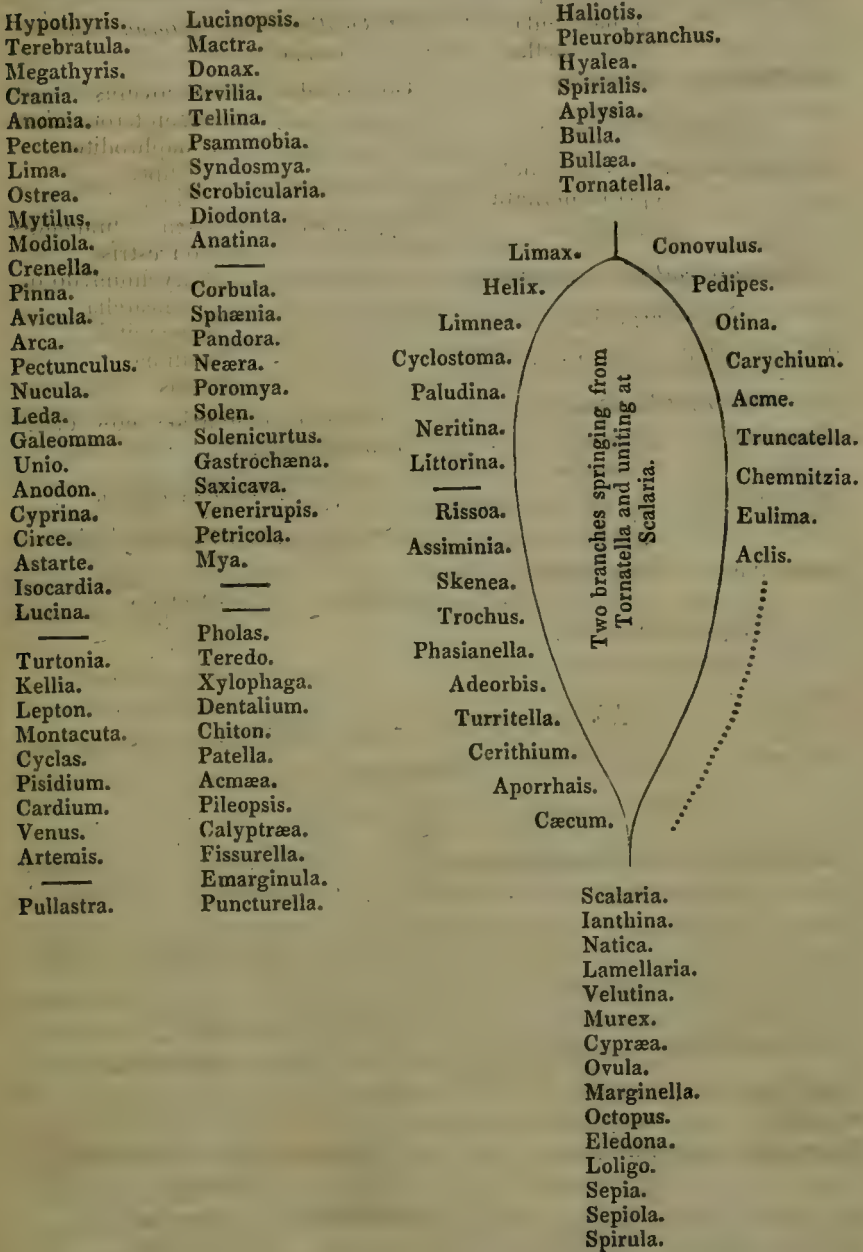 Hypothyris.
Terebratula.
Megathyris.
Crania.
Anomia.
Pecten.
Lima.
Ostrea.
Mytilus.
Modiola.
Crenella.
Pinna.
Avicula.
Arca.
Pectunculus.
Nucula.
Leda.
Galeomma.
Unio.
Anodon.
Cyprina.
Circe.
Astarte.
Isocardia.
Lucina.
—
Turtonia.
Kellia.
Lepton.
Montacuta.
Cyclas.
Pisidium.
Cardium.
Venus.
Artemis.
—
Pullastra.
Lucinopsis.
Mactra.
Donax.
Ervilia.
Tellina.
Psammobia.
Syndosmya.
Scrobicularia.
Diodonta.
Anatina.
—
Corbula.
Sphænia.
Pandora.
Neæra.
Poromya.
Solen.
Solenicurtus.
Gastrochæna.
Saxicava.
Venerirupis.
Petricola.
Mya.
—
—
Pholas.
Teredo.
Xylophaga.
Dentalium.
Chiton.
Patella.
Acmæa.
Pileopsis.
Calyptræa.
Fissurella.
Emarginula.
Puncturella.
Haliotis.
Pleurobranchus.
Hyalea.
Spirialis.
Aplysia.
Bulla.
Bullæa.
Tornatella.
Limax.
Helix.
Limnea.
Cyclostoma.
Paludina.
Neritina.
Littorina.
—
Rissoa.
Assiminia.
Skenea.
Trochus.
Phasianella.
Adeorbis.
Turritella.
Cerithium.
Aporrhais.
Cæcum.
Two branches springing from
Tornatella and uniting at
Scalaria.
Conovulus.
Pedipes.
Otina.
Carychium.
Acme.
Truncatella.
Chemnitzia.
Eulima.
Aclis.
Scalaria.
Ianthina.
Natica.
Lamellaria.
Velutina.
Murex.
Cypræa.
Ovula.
Marginella.
Octopus.
Eledona.
Loligo.
Sepia.
Sepiola.
Spirula.